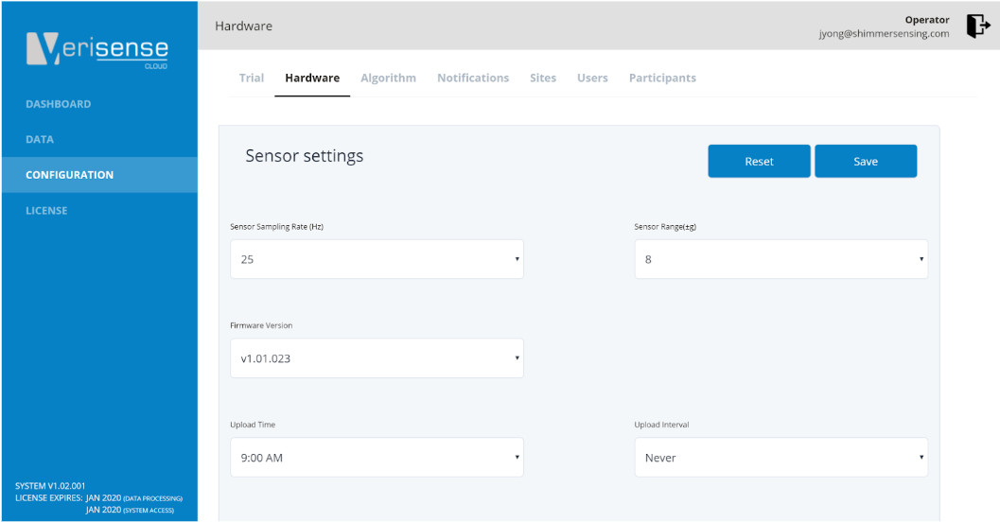 Verisense
CLOUD
DASHBOARD
DATA
CONFIGURATION
LICENSE
SYSTEM V1.02.001
LICENSE EXPIRES: JAN 2020 (DATA PROCESSING)
JAN 2020 (SYSTEM ACCESS)
Hardware
Operator
jyong@shimmersensing.com
Trial Hardware Algorithm Notifications Sites Users Participants
Sensor settings
Reset Save
Sensor Sampling Rate (Hz) Sensor Range(±g)
25 8
Firmware Version
v1.01.023
Upload Time Upload Interval
9:00 AM Never